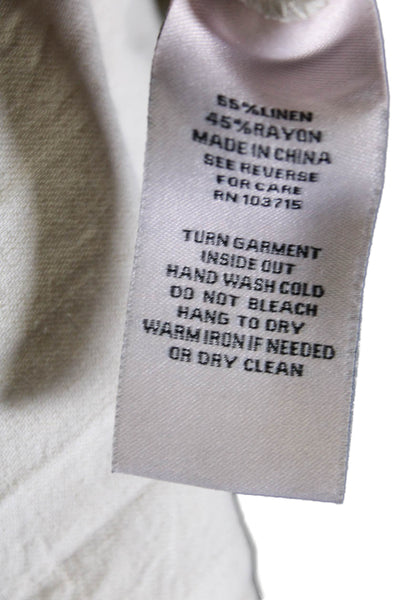 55% LINEN
45% RAYON
MADE IN CHINA
SEE REVERSE
FOR CARE
RN 103715
TURN GARMENT
INSIDE OUT
HAND WASH COLD
DO NOT BLEACH
HANG TO DRY
WARM IRON IF NEEDED
OR DRY CLEAN